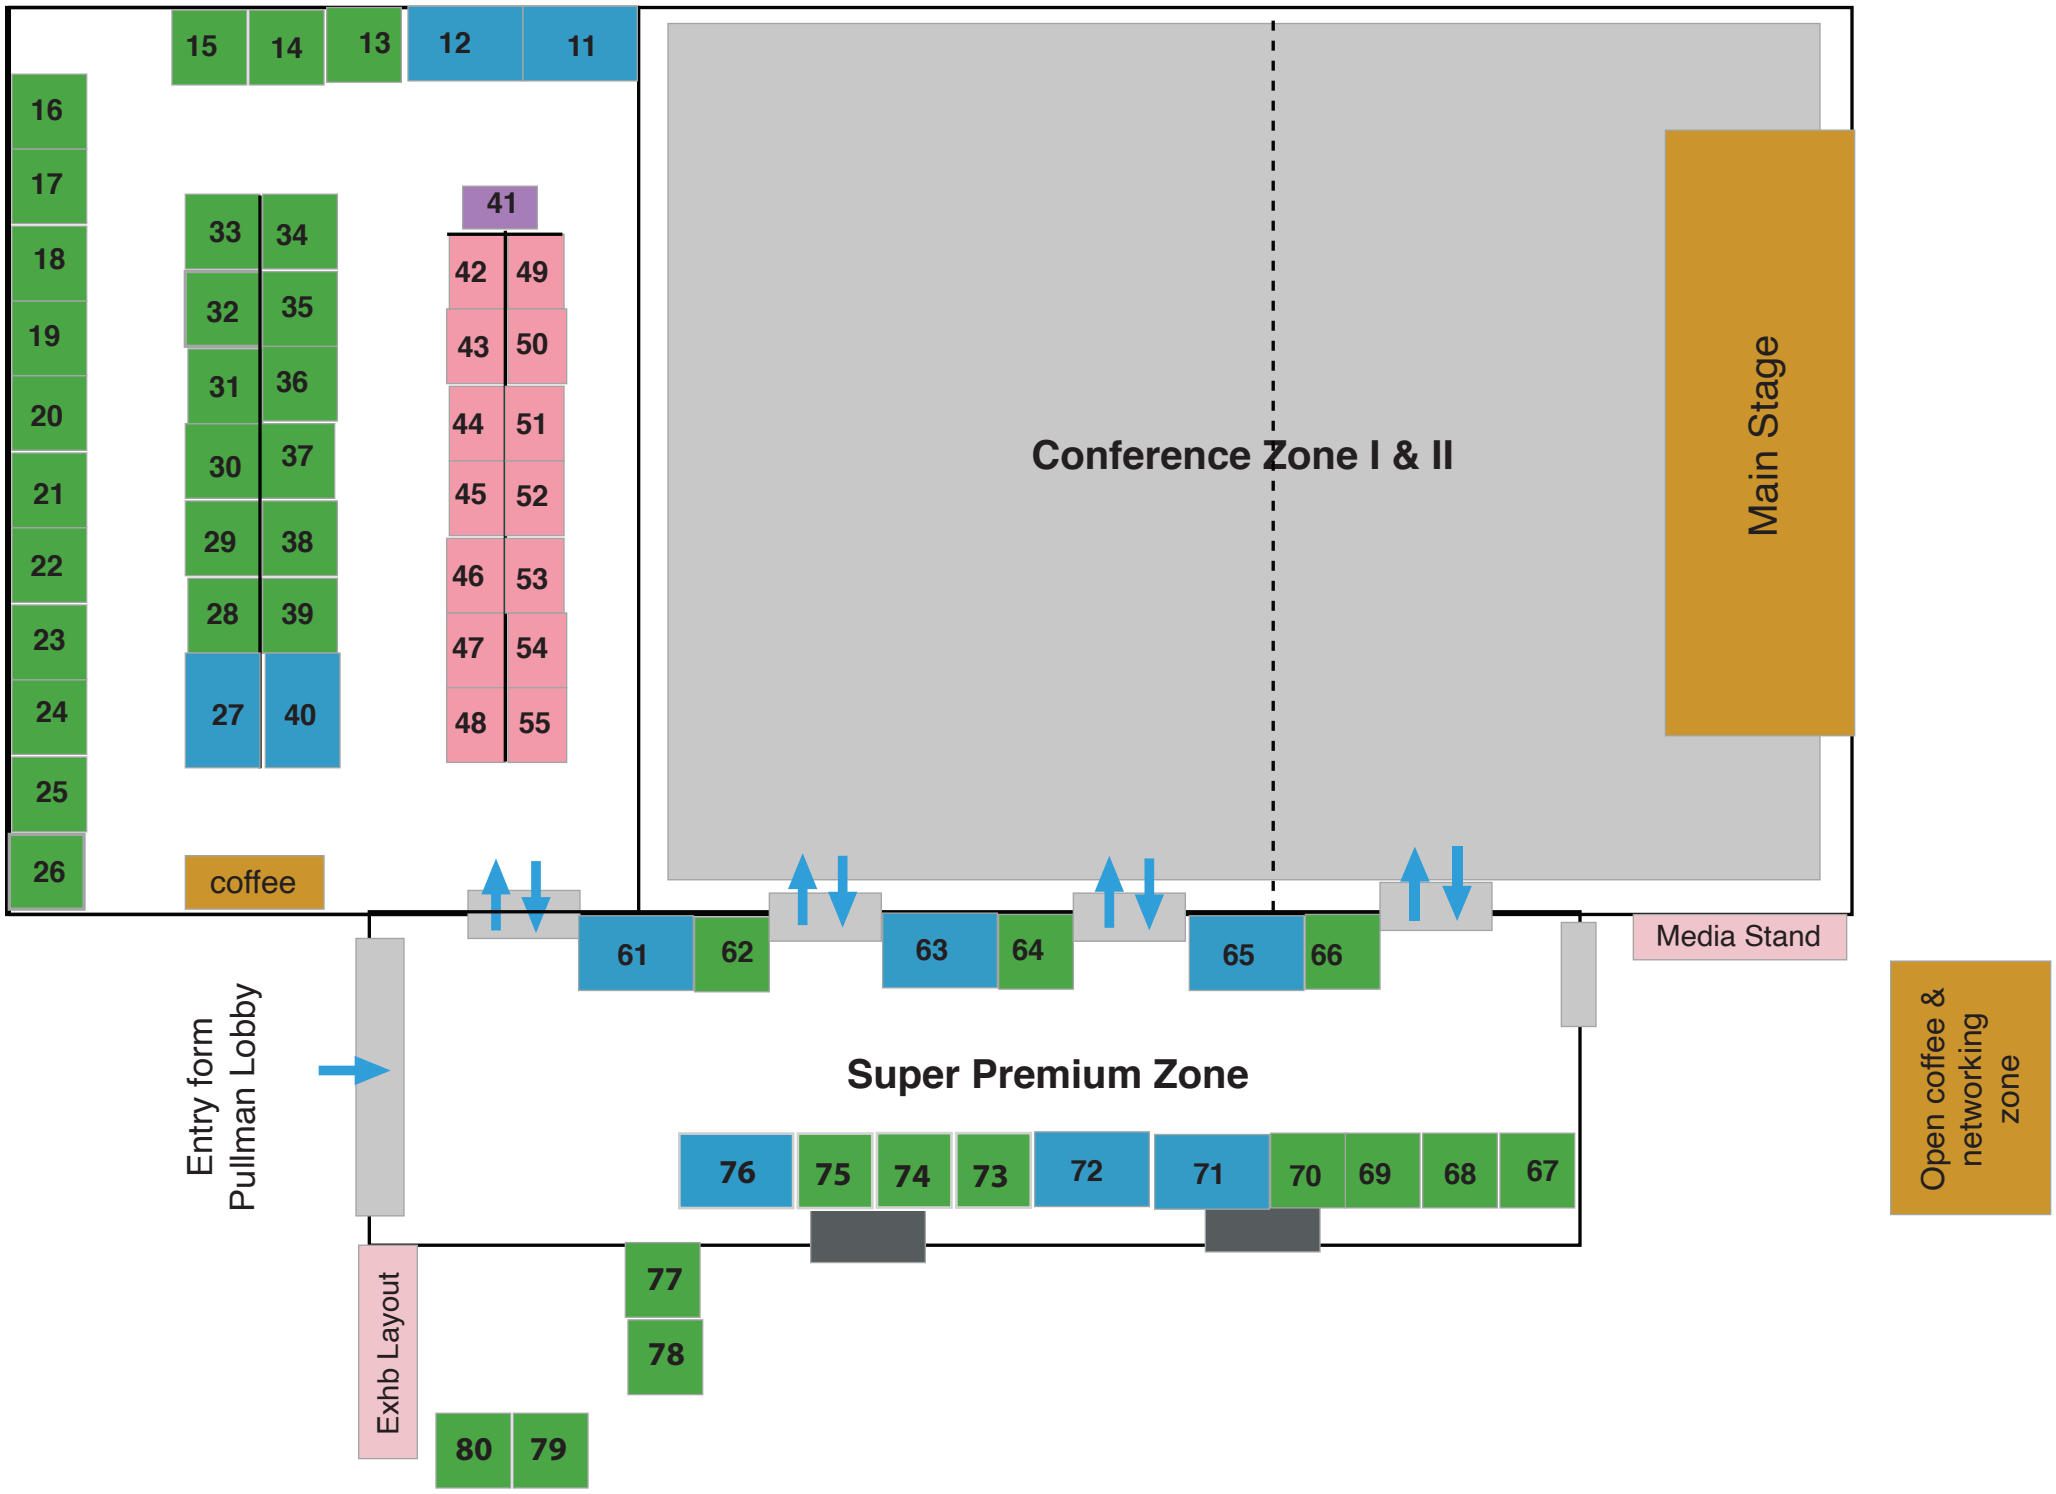 15 14 13 12 11
16
17
18
19
20
21
22
23
24
25
26
33 34
32 35
31 36
30 37
29 38
28 39
27 40
41
42 49
43 50
44 51
45 52
46 53
47 54
48 55
coffee
Conference Zone I & II
Main Stage
61 62 63 64 65 66
Media Stand
Entry form
Pullman Lobby
Super Premium Zone
Open coffee &
networking
zone
76 75 74 73 72 71 70 69 68 67
Exhb Layout
77
78
80 79